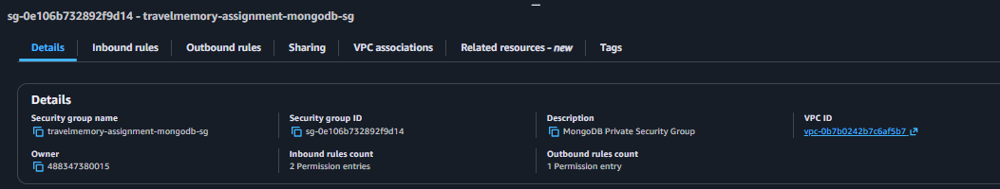 sg-0e106b732892f9d14 - travelmemory-assignment-mongodb-sg
Details Inbound rules Outbound rules Sharing VPC associations Related resources - new Tags
Details
Security group name Security group ID Description VPC ID
travelmemory-assignment-mongodb-sg sg-0e106b732892f9d14 MongoDB Private Security Group vpc-0b7b0242b7c6af5b7
Owner Inbound rules count Outbound rules count
488347380015 2 Permission entries 1 Permission entry